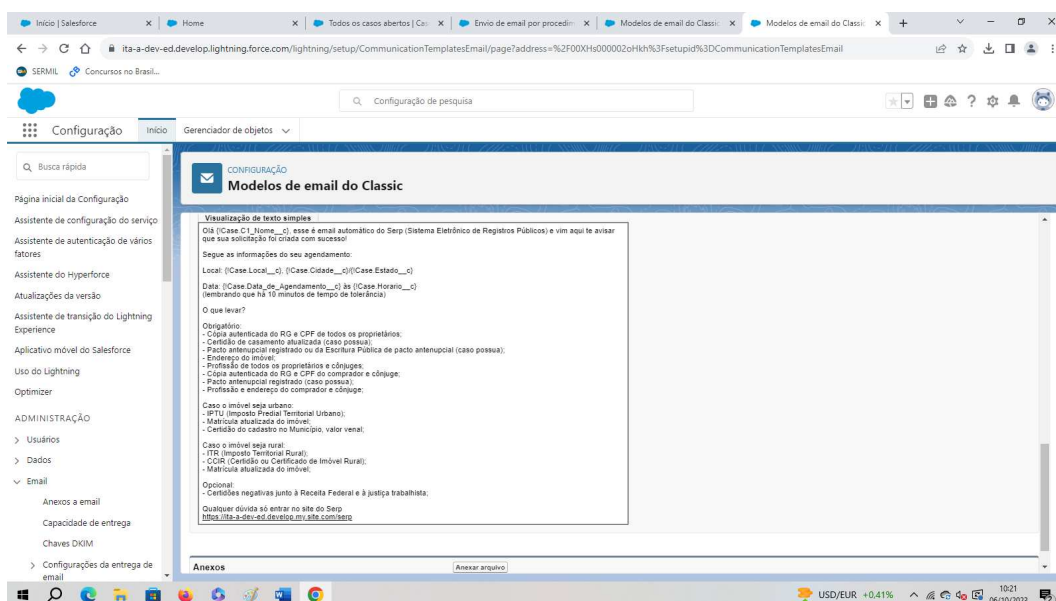 Início | Salesforce
Home
Todos os casos abertos | Ca
Envio de email por procedim
Modelos de email do Classic
Modelos de email do Classic
ita-a-dev-ed.develop.lightning.force.com/lightning/setup/CommunicationTemplatesEmail/page?address=%2F00XHs000002oHkh%3Fsetupid%3DCommunicationTemplatesEmail
SERMIL
Concursos no Brasil...
Configuração de pesquisa
Configuração
Início
Gerenciador de objetos
Busca rápida
Página inicial da Configuração
Assistente de configuração do serviço
Assistente de autenticação de vários
fatores
Assistente do Hyperforce
Atualizações da versão
Assistente de transição do Lightning
Experience
Aplicativo móvel do Salesforce
Uso do Lightning
Optimizer
ADMINISTRAÇÃO
> Usuários
> Dados
Email
Anexos a email
Capacidade de entrega
Chaves DKIM
> Configurações da entrega de
email
CONFIGURAÇÃO
Modelos de email do Classic
Visualização de texto simples
Olá {!Case.C1_Nome__c}, esse é email automático do Serp (Sistema Eletrônico de Registros Públicos) e vim aqui te avisar
que sua solicitação foi criada com sucesso!
Segue as informações do seu agendamento:
Local: {!Case.Local__c}, {!Case.Cidade__c}/{!Case.Estado__c}
Data: {!Case.Data_de_Agendamento__c} às {!Case.Horario__c}
(lembrando que há 10 minutos de tempo de tolerância)
O que levar?
Obrigatório:
- Cópia autenticada do RG e CPF de todos os proprietários;
- Certidão de casamento atualizada (caso possua);
- Pacto antenupcial registrado ou da Escritura Pública de pacto antenupcial (caso possua);
- Endereço do imóvel;
- Profissão de todos os proprietários e cônjuges;
- Cópia autenticada do RG e CPF do comprador e cônjuge;
- Pacto antenupcial registrado (caso possua);
- Profissão e endereço do comprador e cônjuge;
Caso o imóvel seja urbano:
- IPTU (Imposto Predial Territorial Urbano);
- Matrícula atualizada do imóvel;
- Certidão do cadastro no Município, valor venal;
Caso o imóvel seja rural:
- ITR (Imposto Territorial Rural);
- CCIR (Certidão ou Certificado de Imóvel Rural);
- Matrícula atualizada do imóvel;
Opcional:
- Certidões negativas junto à Receita Federal e à justiça trabalhista;
Qualquer dúvida só entrar no site do Serp
https://ita-a-dev-ed.develop.my.site.com/serp
Anexos
Anexar arquivo
USD/EUR +0,41%
10:21
06/10/2023